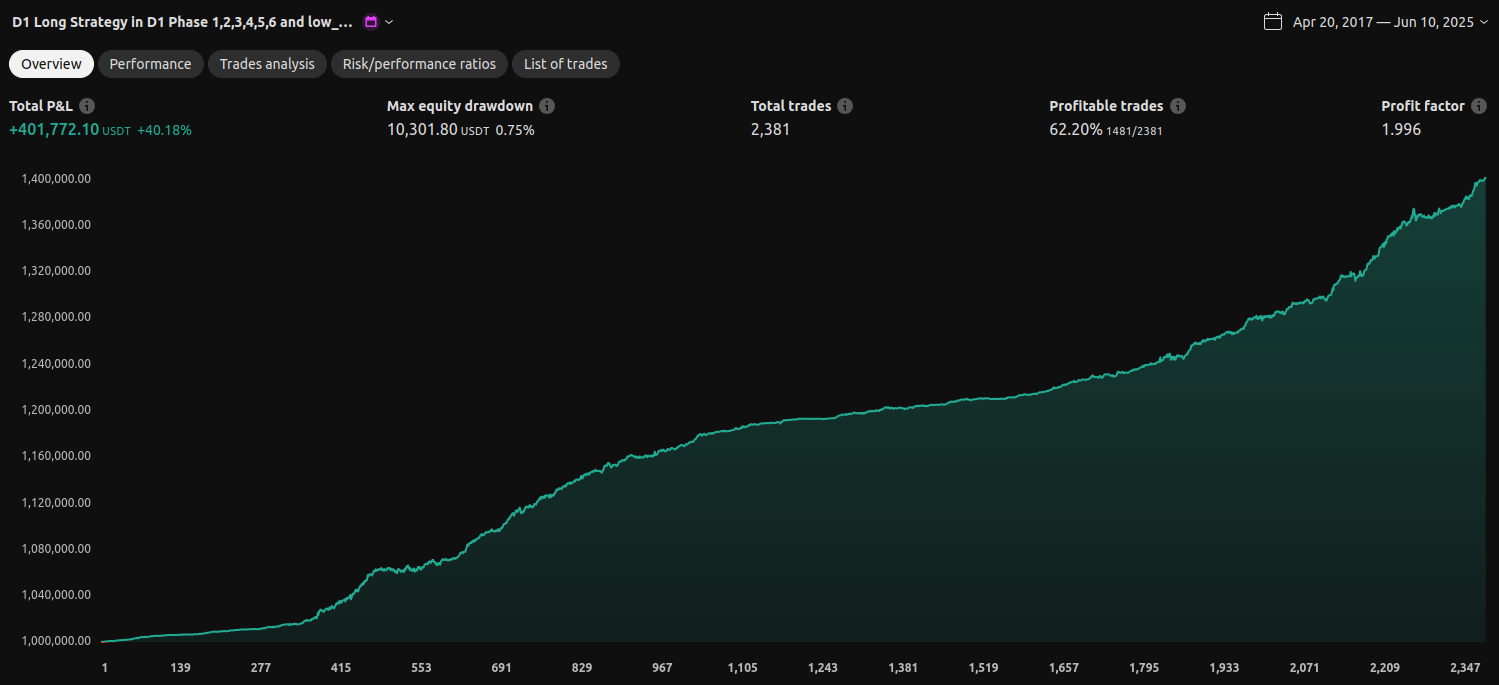 D1 Long Strategy in D1 Phase 1,2,3,4,5,6 and low_...
Apr 20, 2017 — Jun 10, 2025
Overview Performance Trades analysis Risk/performance ratios List of trades
Total P&L Max equity drawdown Total trades Profitable trades Profit factor
+401,772.10 USDT +40.18% 10,301.80 USDT 0.75% 2,381 62.20% 1481/2381 1.996
1,400,000.00
1,360,000.00
1,320,000.00
1,280,000.00
1,240,000.00
1,200,000.00
1,160,000.00
1,120,000.00
1,080,000.00
1,040,000.00
1,000,000.00
1 139 277 415 553 691 829 967 1,105 1,243 1,381 1,519 1,657 1,795 1,933 2,071 2,209 2,347